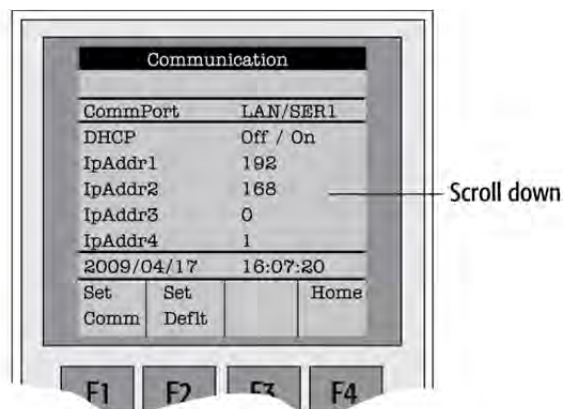 Communication
CommPort LAN/SER1
DHCP Off / On
IpAddr1 192
IpAddr2 168
IpAddr3 0
IpAddr4 1
2009/04/17 16:07:20
Set Set Home
Comm Deflt
Scroll down
F1 F2 F3 F4